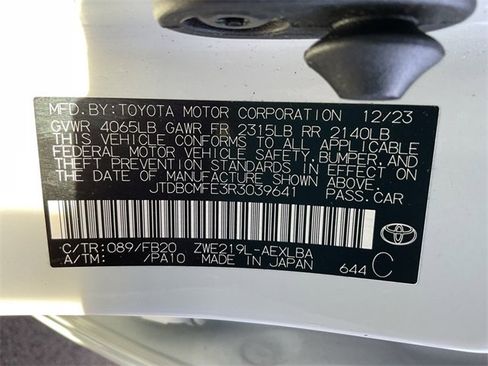 MFD.BY:TOYOTA MOTOR CORPORATION 12/23
GVWR 4065LB GAWR FR 2315LB RR 2140LB
THIS VEHICLE CONFORMS TO ALL APPLICABLE
FEDERAL MOTOR VEHICLE SAFETY,BUMPER,AND
THEFT PREVENTION STANDARDS IN EFFECT ON
THE DATE OF MANUFACTURE SHOWN ABOVE.
JTDBCMFE3R3039641 PASS.CAR
C/TR:089/FB20 ZWE219L-AEXLBA
A/TM: /PA10 MADE IN JAPAN 644 C
TOYOTA